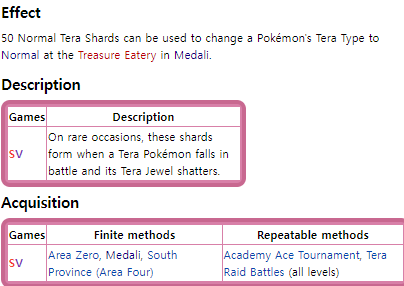 Effect
50 Normal Tera Shards can be used to change a Pokémon's Tera Type to
Normal at the Treasure Eatery in Medali.
Description
Games Description
SV
On rare occasions, these shards
form when a Tera Pokémon falls in
battle and its Tera Jewel shatters.
Acquisition
Games Finite methods Repeatable methods
SV
Area Zero, Medali, South
Province (Area Four)
Academy Ace Tournament, Tera
Raid Battles (all levels)